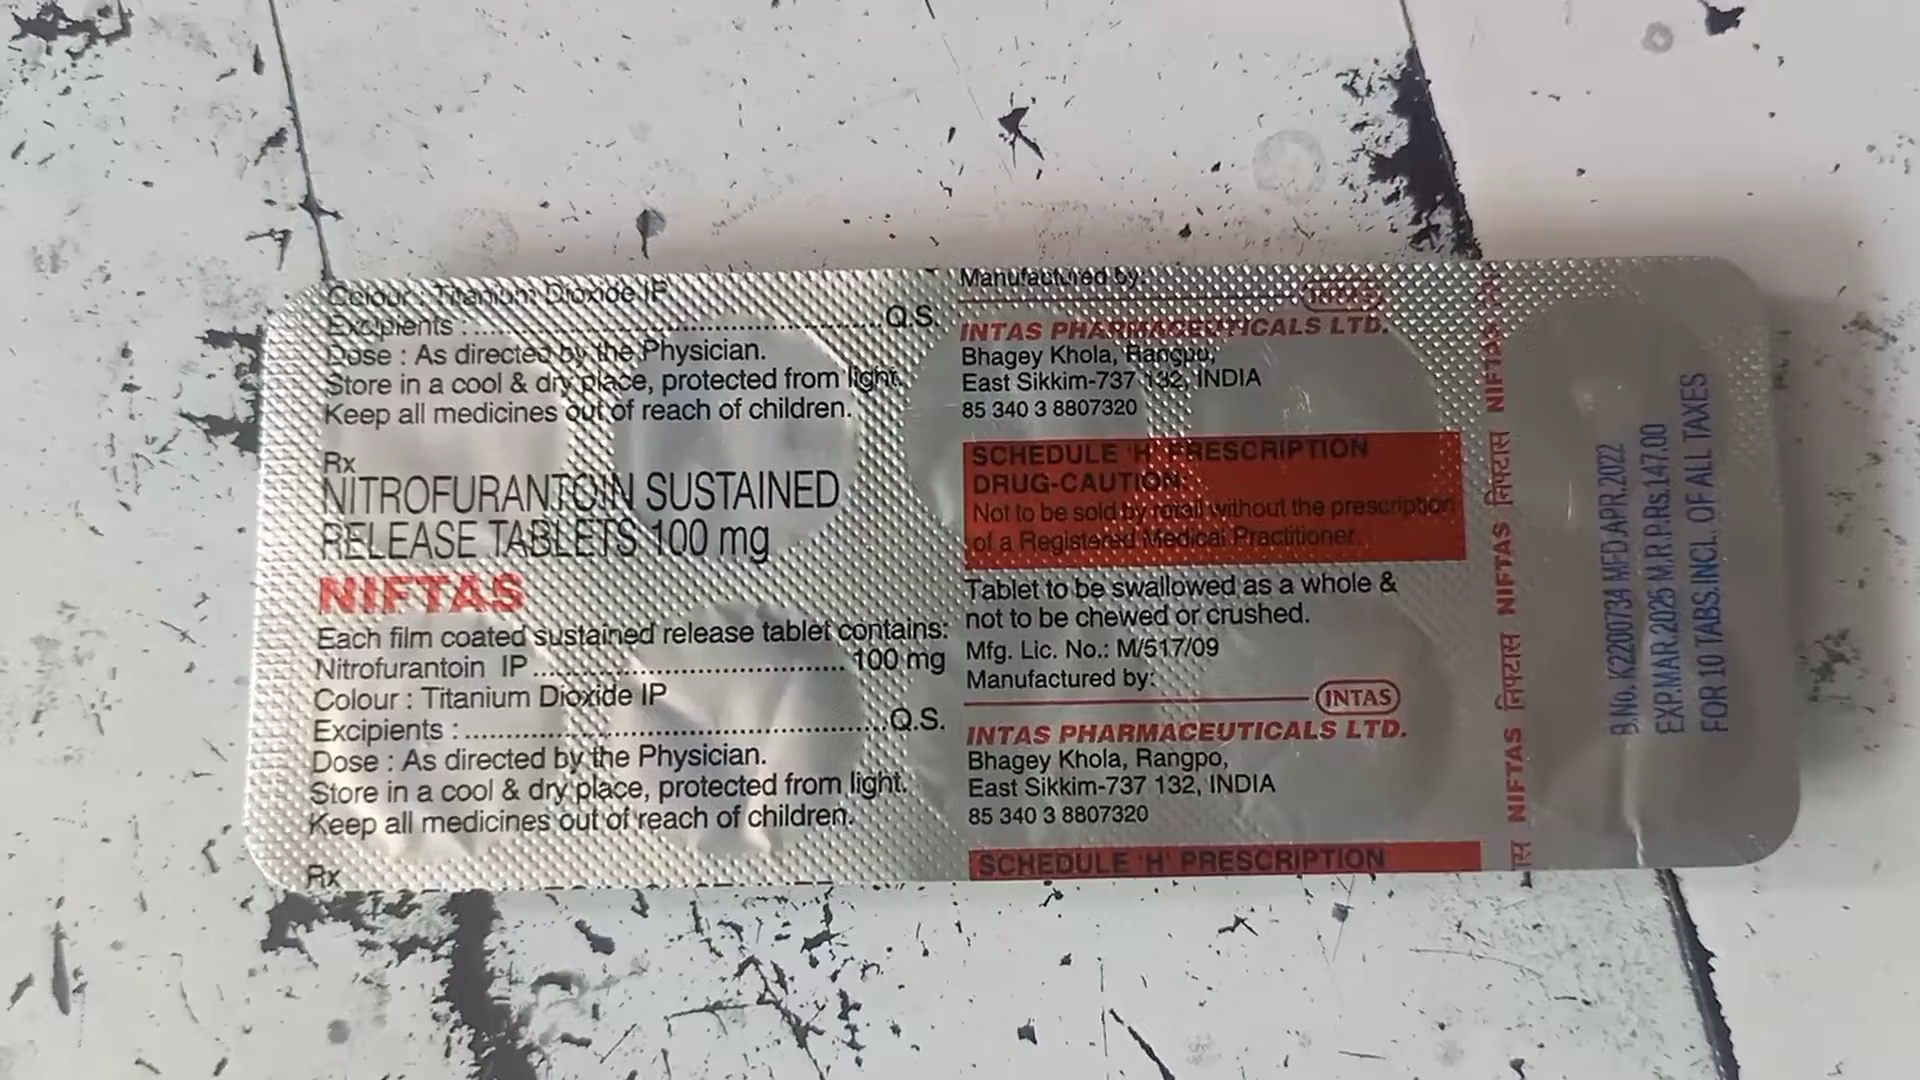 Colour : Titanium Dioxide IP
Excipients :..........................................................Q.S.
Dose : As directed by the Physician.
Store in a cool & dry place, protected from light.
Keep all medicines out of reach of children.
Rx
NITROFURANTOIN SUSTAINED
RELEASE TABLETS 100 mg
NIFTAS
Each film coated sustained release tablet contains:
Nitrofurantoin IP ............................................ 100 mg
Colour : Titanium Dioxide IP
Excipients :..........................................................Q.S.
Dose : As directed by the Physician.
Store in a cool & dry place, protected from light.
Keep all medicines out of reach of children.
Rx
Manufactured by:
INTAS
INTAS PHARMACEUTICALS LTD.
Bhagey Khola, Rangpo,
East Sikkim-737 132, INDIA
85 340 3 8807320
SCHEDULE 'H' PRESCRIPTION
DRUG-CAUTION:
Not to be sold by retail without the prescription
of a Registered Medical Practitioner.
Tablet to be swallowed as a whole &
not to be chewed or crushed.
Mfg. Lic. No.: M/517/09
Manufactured by:
INTAS
INTAS PHARMACEUTICALS LTD.
Bhagey Khola, Rangpo,
East Sikkim-737 132, INDIA
85 340 3 8807320
SCHEDULE 'H' PRESCRIPTION
NIFTAS निफ्टास NIFTAS निफ्टास NIFTAS
B.No. K2200734 MFD.APR.2022
EXP.MAR.2025 M.R.P.Rs.147.00
FOR 10 TABS.INCL. OF ALL TAXES